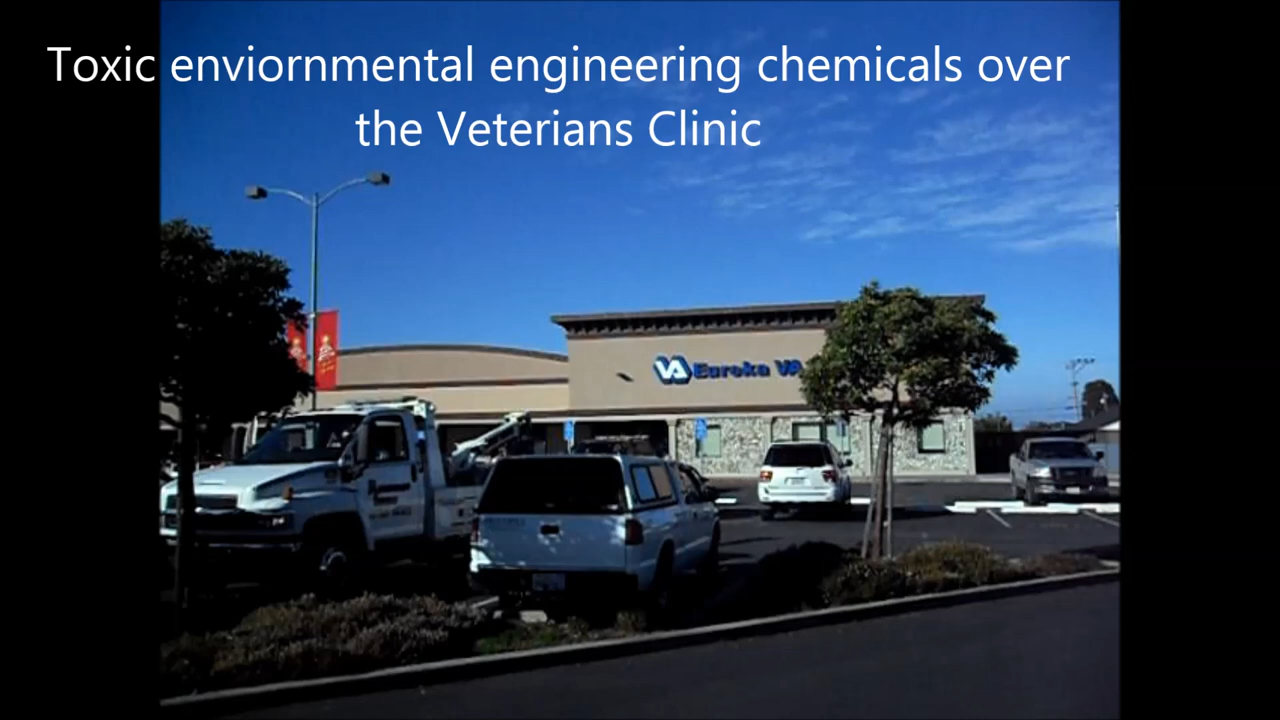 Toxic enviornmental engineering chemicals over
the Veterians Clinic
VA Eureka VA